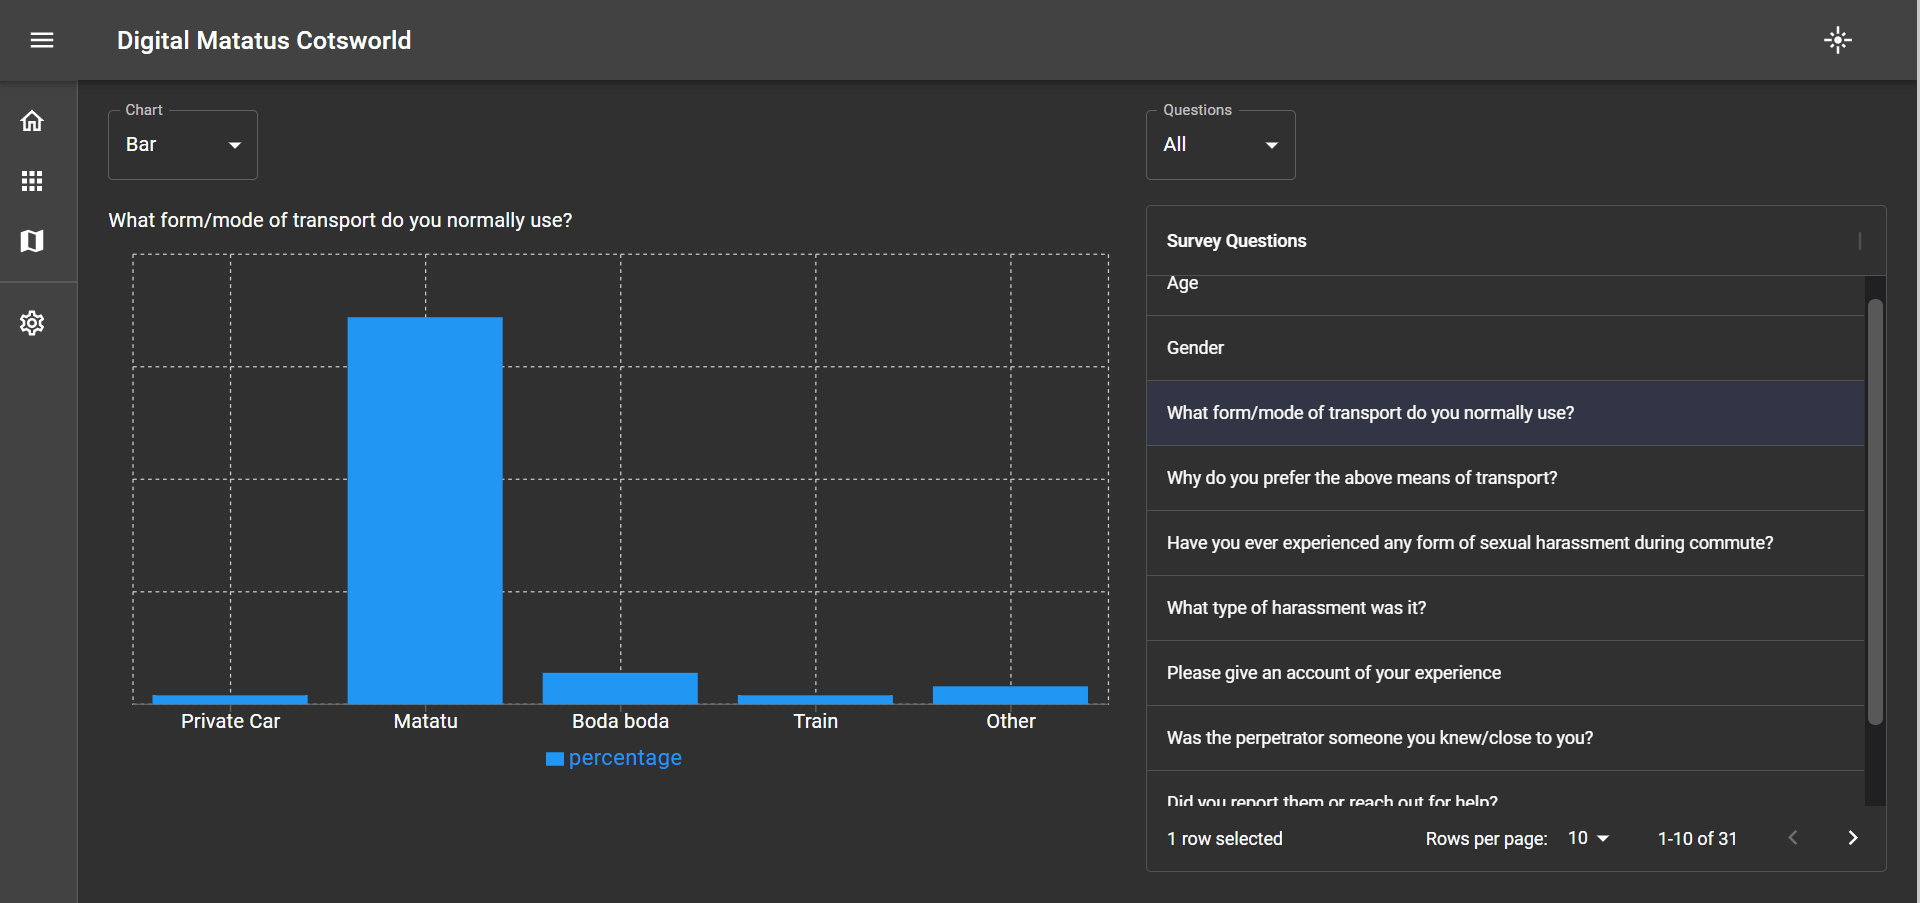 Digital Matatus Cotsworld
Chart
Bar
What form/mode of transport do you normally use?
Private Car
Matatu
Boda boda
Train
Other
percentage
Questions
All
Survey Questions
Age
Gender
What form/mode of transport do you normally use?
Why do you prefer the above means of transport?
Have you ever experienced any form of sexual harassment during commute?
What type of harassment was it?
Please give an account of your experience
Was the perpetrator someone you knew/close to you?
Did you report them or reach out for help?
1 row selected
Rows per page: 10
1-10 of 31